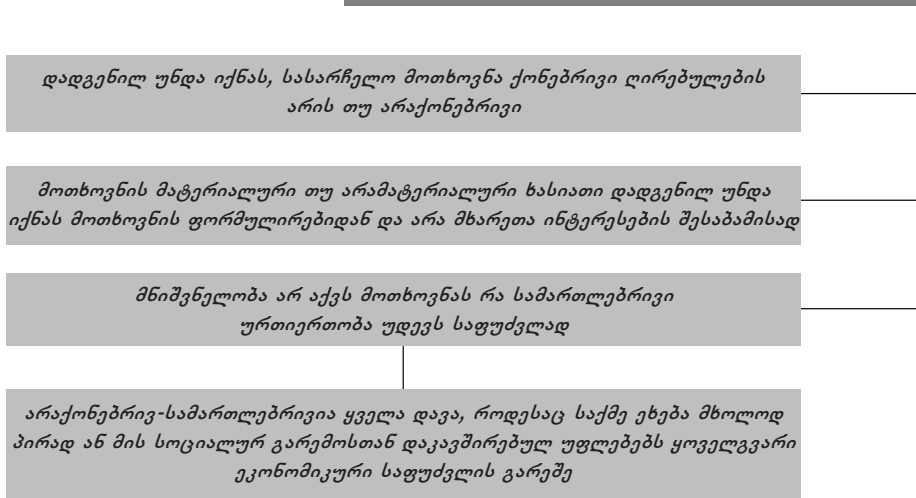 დადგენილ უნდა იქნას, სასარჩელო მოთხოვნა ქონებრივი ღირებულების
არის თუ არაქონებრივი
მოთხოვნის მატერიალური თუ არამატერიალური ხასიათი დადგენილ უნდა
იქნას მოთხოვნის ფორმულირებიდან და არა მხარეთა ინტერესების შესაბამისად
მნიშვნელობა არ აქვს მოთხოვნას რა სამართლებრივი
ურთიერთობა უდევს საფუძვლად
არაქონებრივ-სამართლებრივია ყველა დავა, როდესაც საქმე ეხება მხოლოდ
პირად ან მის სოციალურ გარემოსთან დაკავშირებულ უფლებებს ყოველგვარი
ეკონომიკური საფუძვლის გარეშე